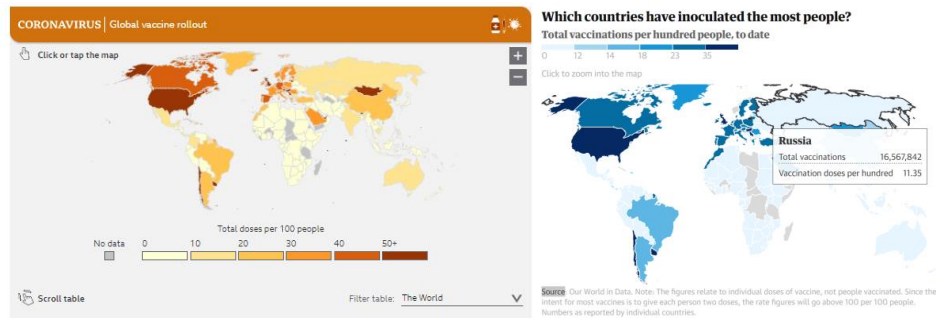 CORONAVIRUS | Global vaccine rollout
Click or tap the map
+
−
Total doses per 100 people
No data 0 10 20 30 40 50+
Scroll table
Filter table: The World
Which countries have inoculated the most people?
Total vaccinations per hundred people, to date
0 12 14 18 23 35
Click to zoom into the map
Russia
Total vaccinations 16,567,842
Vaccination doses per hundred 11.35
Source: Our World in Data. Note: The figures relate to individual doses of vaccine, not people vaccinated. Since the
intent for most vaccines is to give each person two doses, the rate figures will go above 100 per 100 people.
Numbers as reported by individual countries.